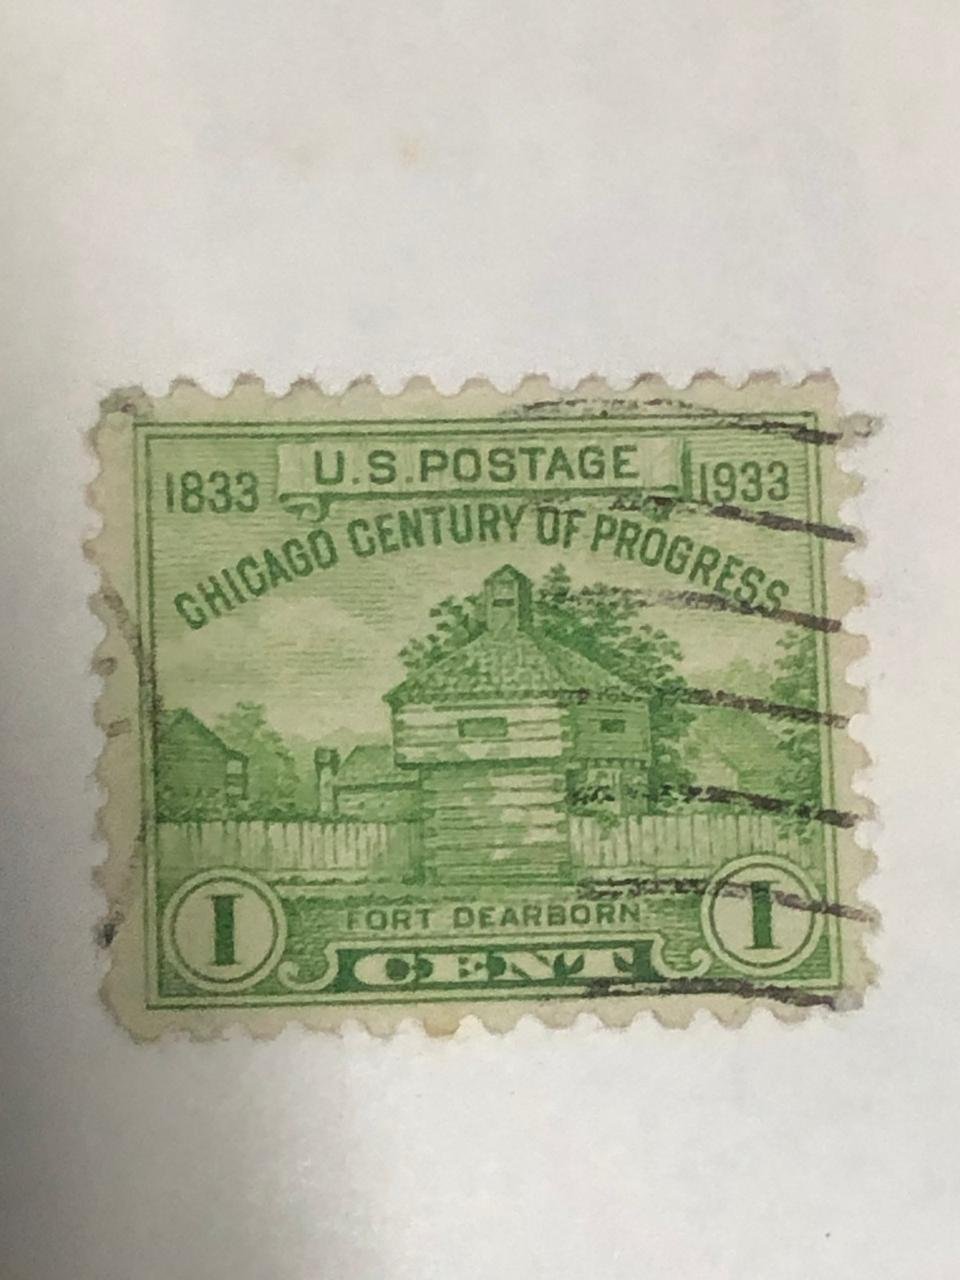 U.S. POSTAGE
1833 1933
CHICAGO CENTURY OF PROGRESS
FORT DEARBORN
1 CENT 1